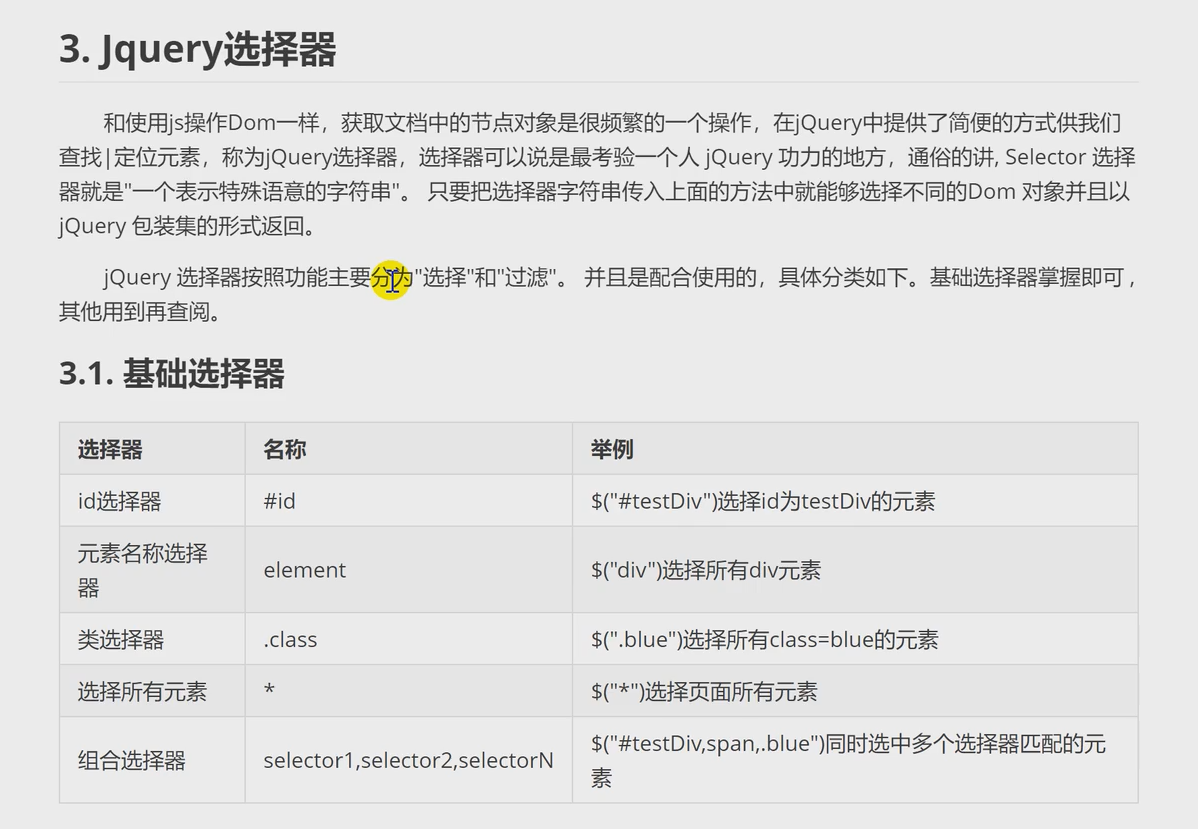 3. Jquery选择器
和使用js操作Dom一样，获取文档中的节点对象是很频繁的一个操作，在jQuery中提供了简便的方式供我们
查找|定位元素，称为jQuery选择器，选择器可以说是最考验一个人 jQuery 功力的地方，通俗的讲, Selector 选择
器就是"一个表示特殊语意的字符串"。 只要把选择器字符串传入上面的方法中就能够选择不同的Dom 对象并且以
jQuery 包装集的形式返回。
jQuery 选择器按照功能主要分为"选择"和"过滤"。 并且是配合使用的，具体分类如下。基础选择器掌握即可 ,
其他用到再查阅。
3.1. 基础选择器
选择器 名称 举例
id选择器 #id $("#testDiv")选择id为testDiv的元素
元素名称选择
器 element $("div")选择所有div元素
类选择器 .class $(".blue")选择所有class=blue的元素
选择所有元素 * $("*")选择页面所有元素
组合选择器 selector1,selector2,selectorN $("#testDiv,span,.blue")同时选中多个选择器匹配的元
素